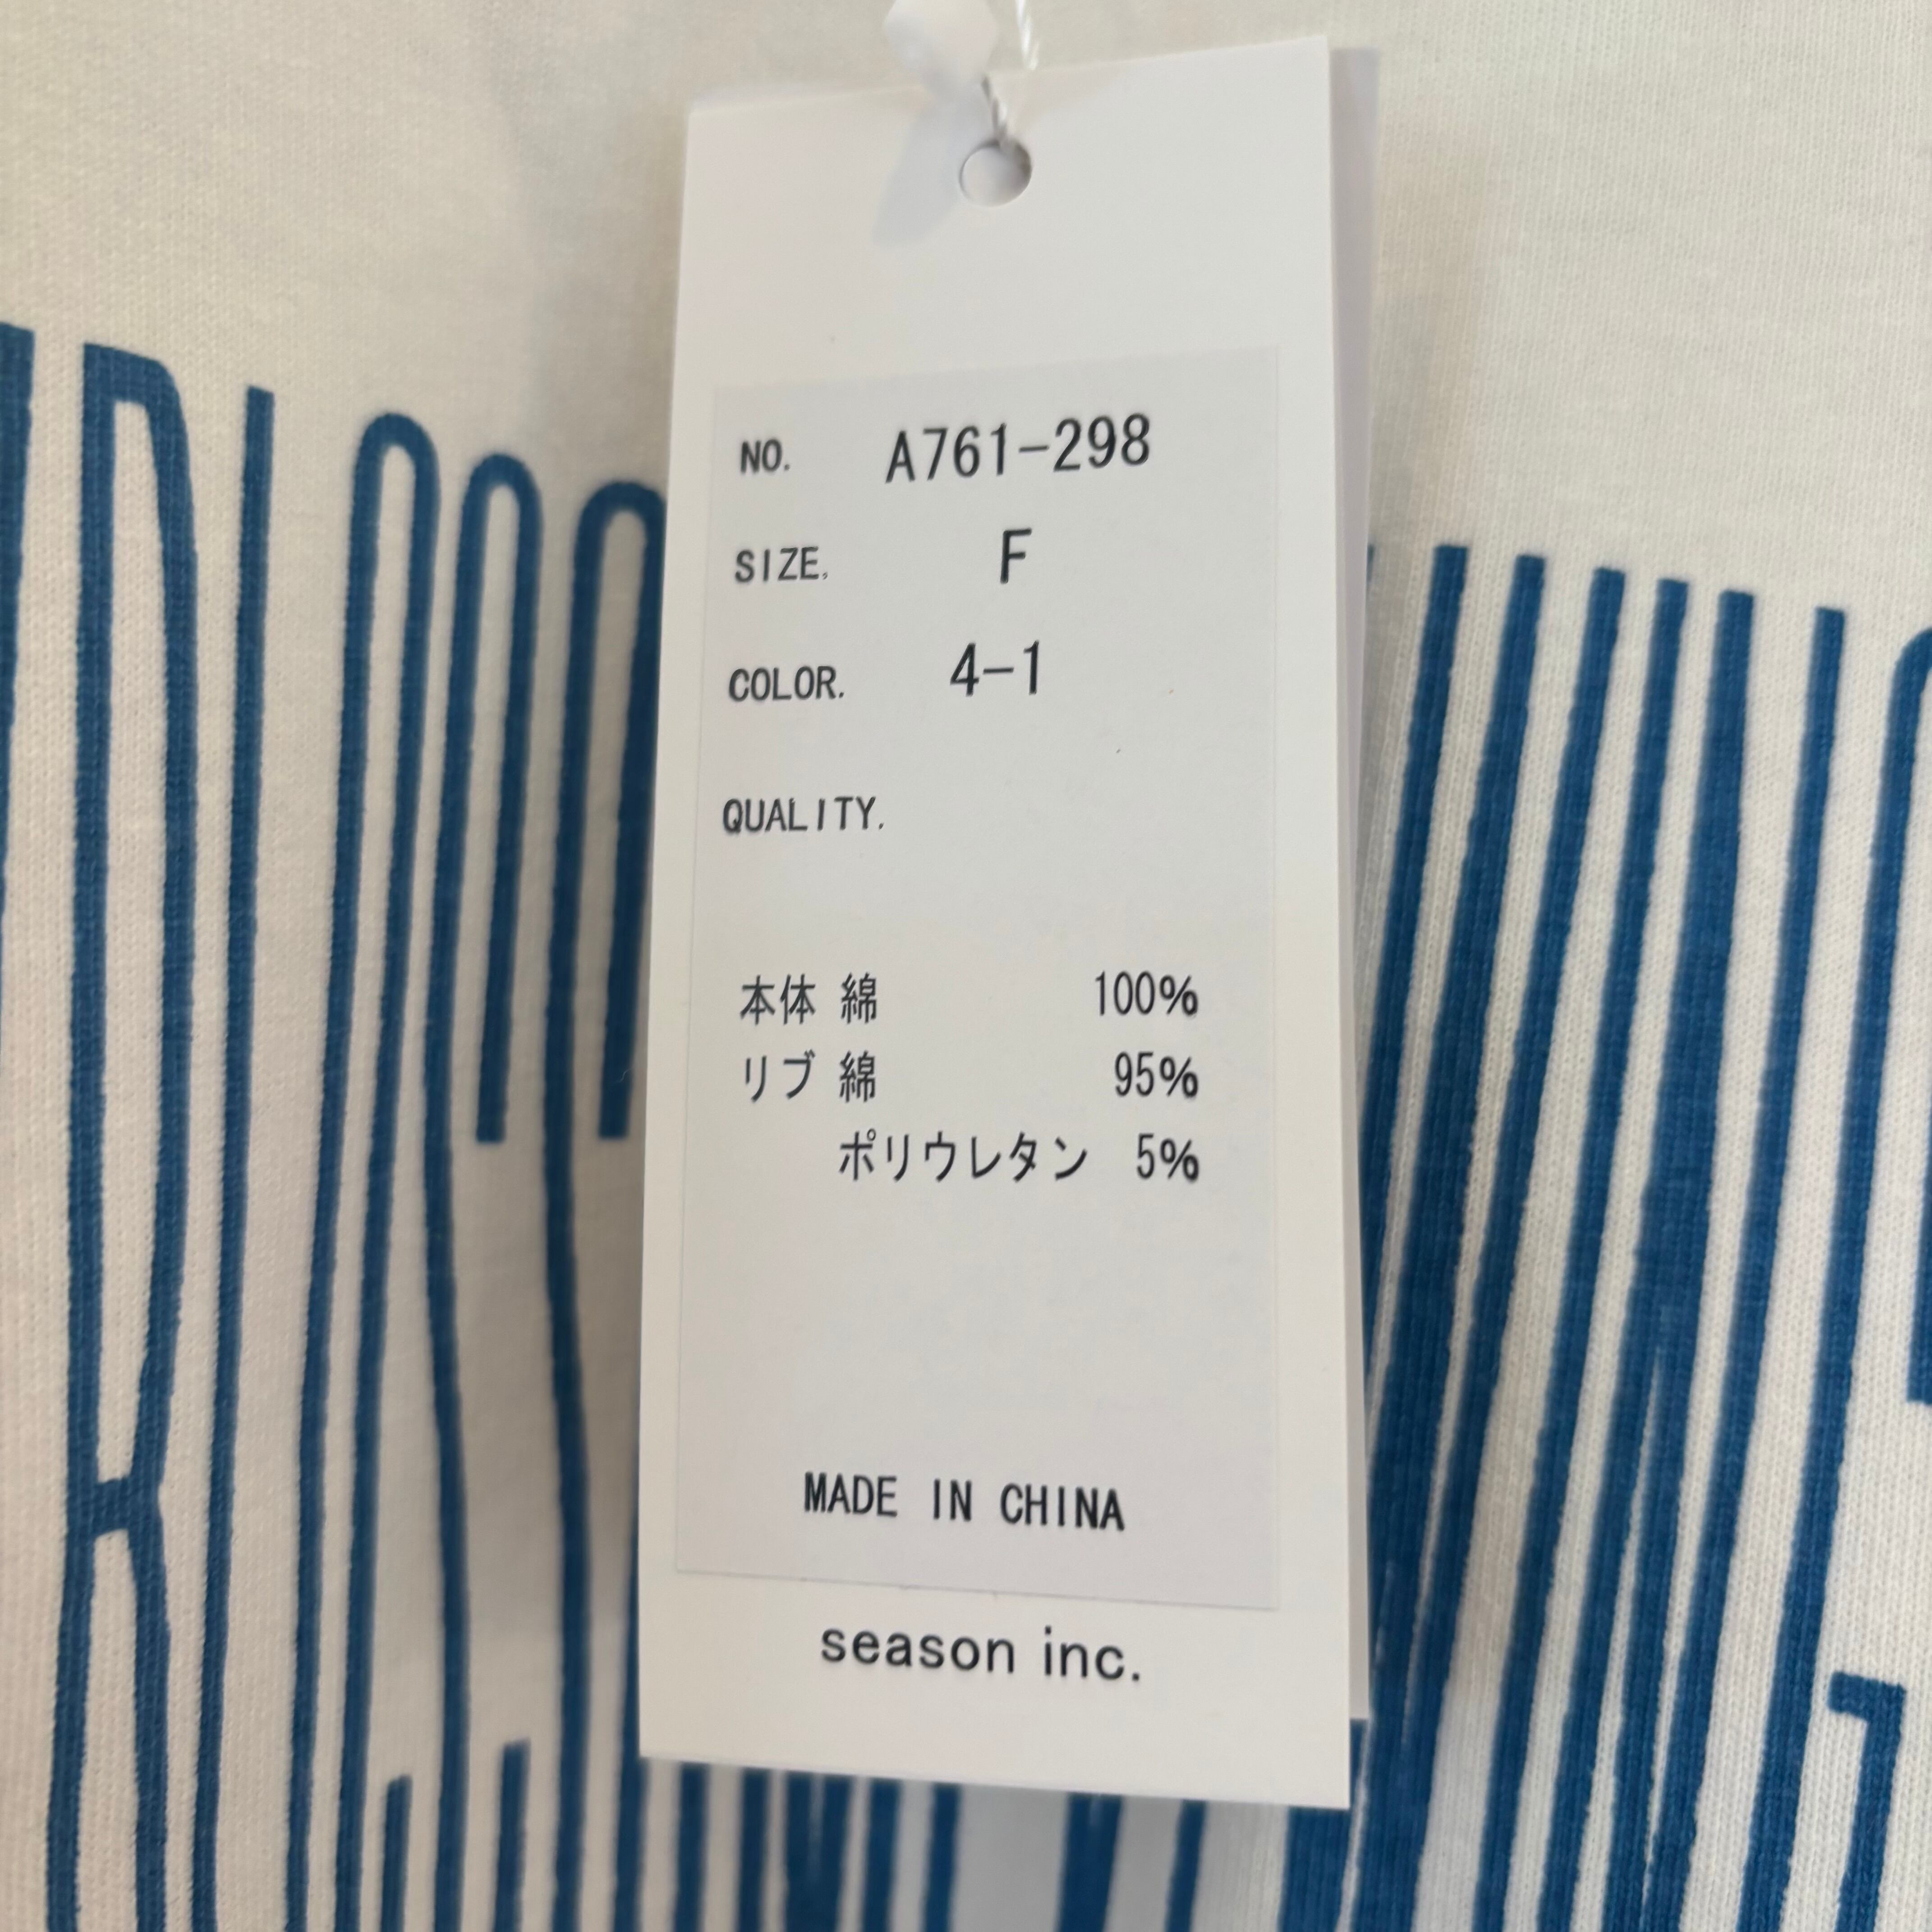 NO. A761-298
SIZE. F
COLOR. 4-1
QUALITY.
本体 綿 100%
リブ 綿 95%
ポリウレタン 5%
MADE IN CHINA
season inc.